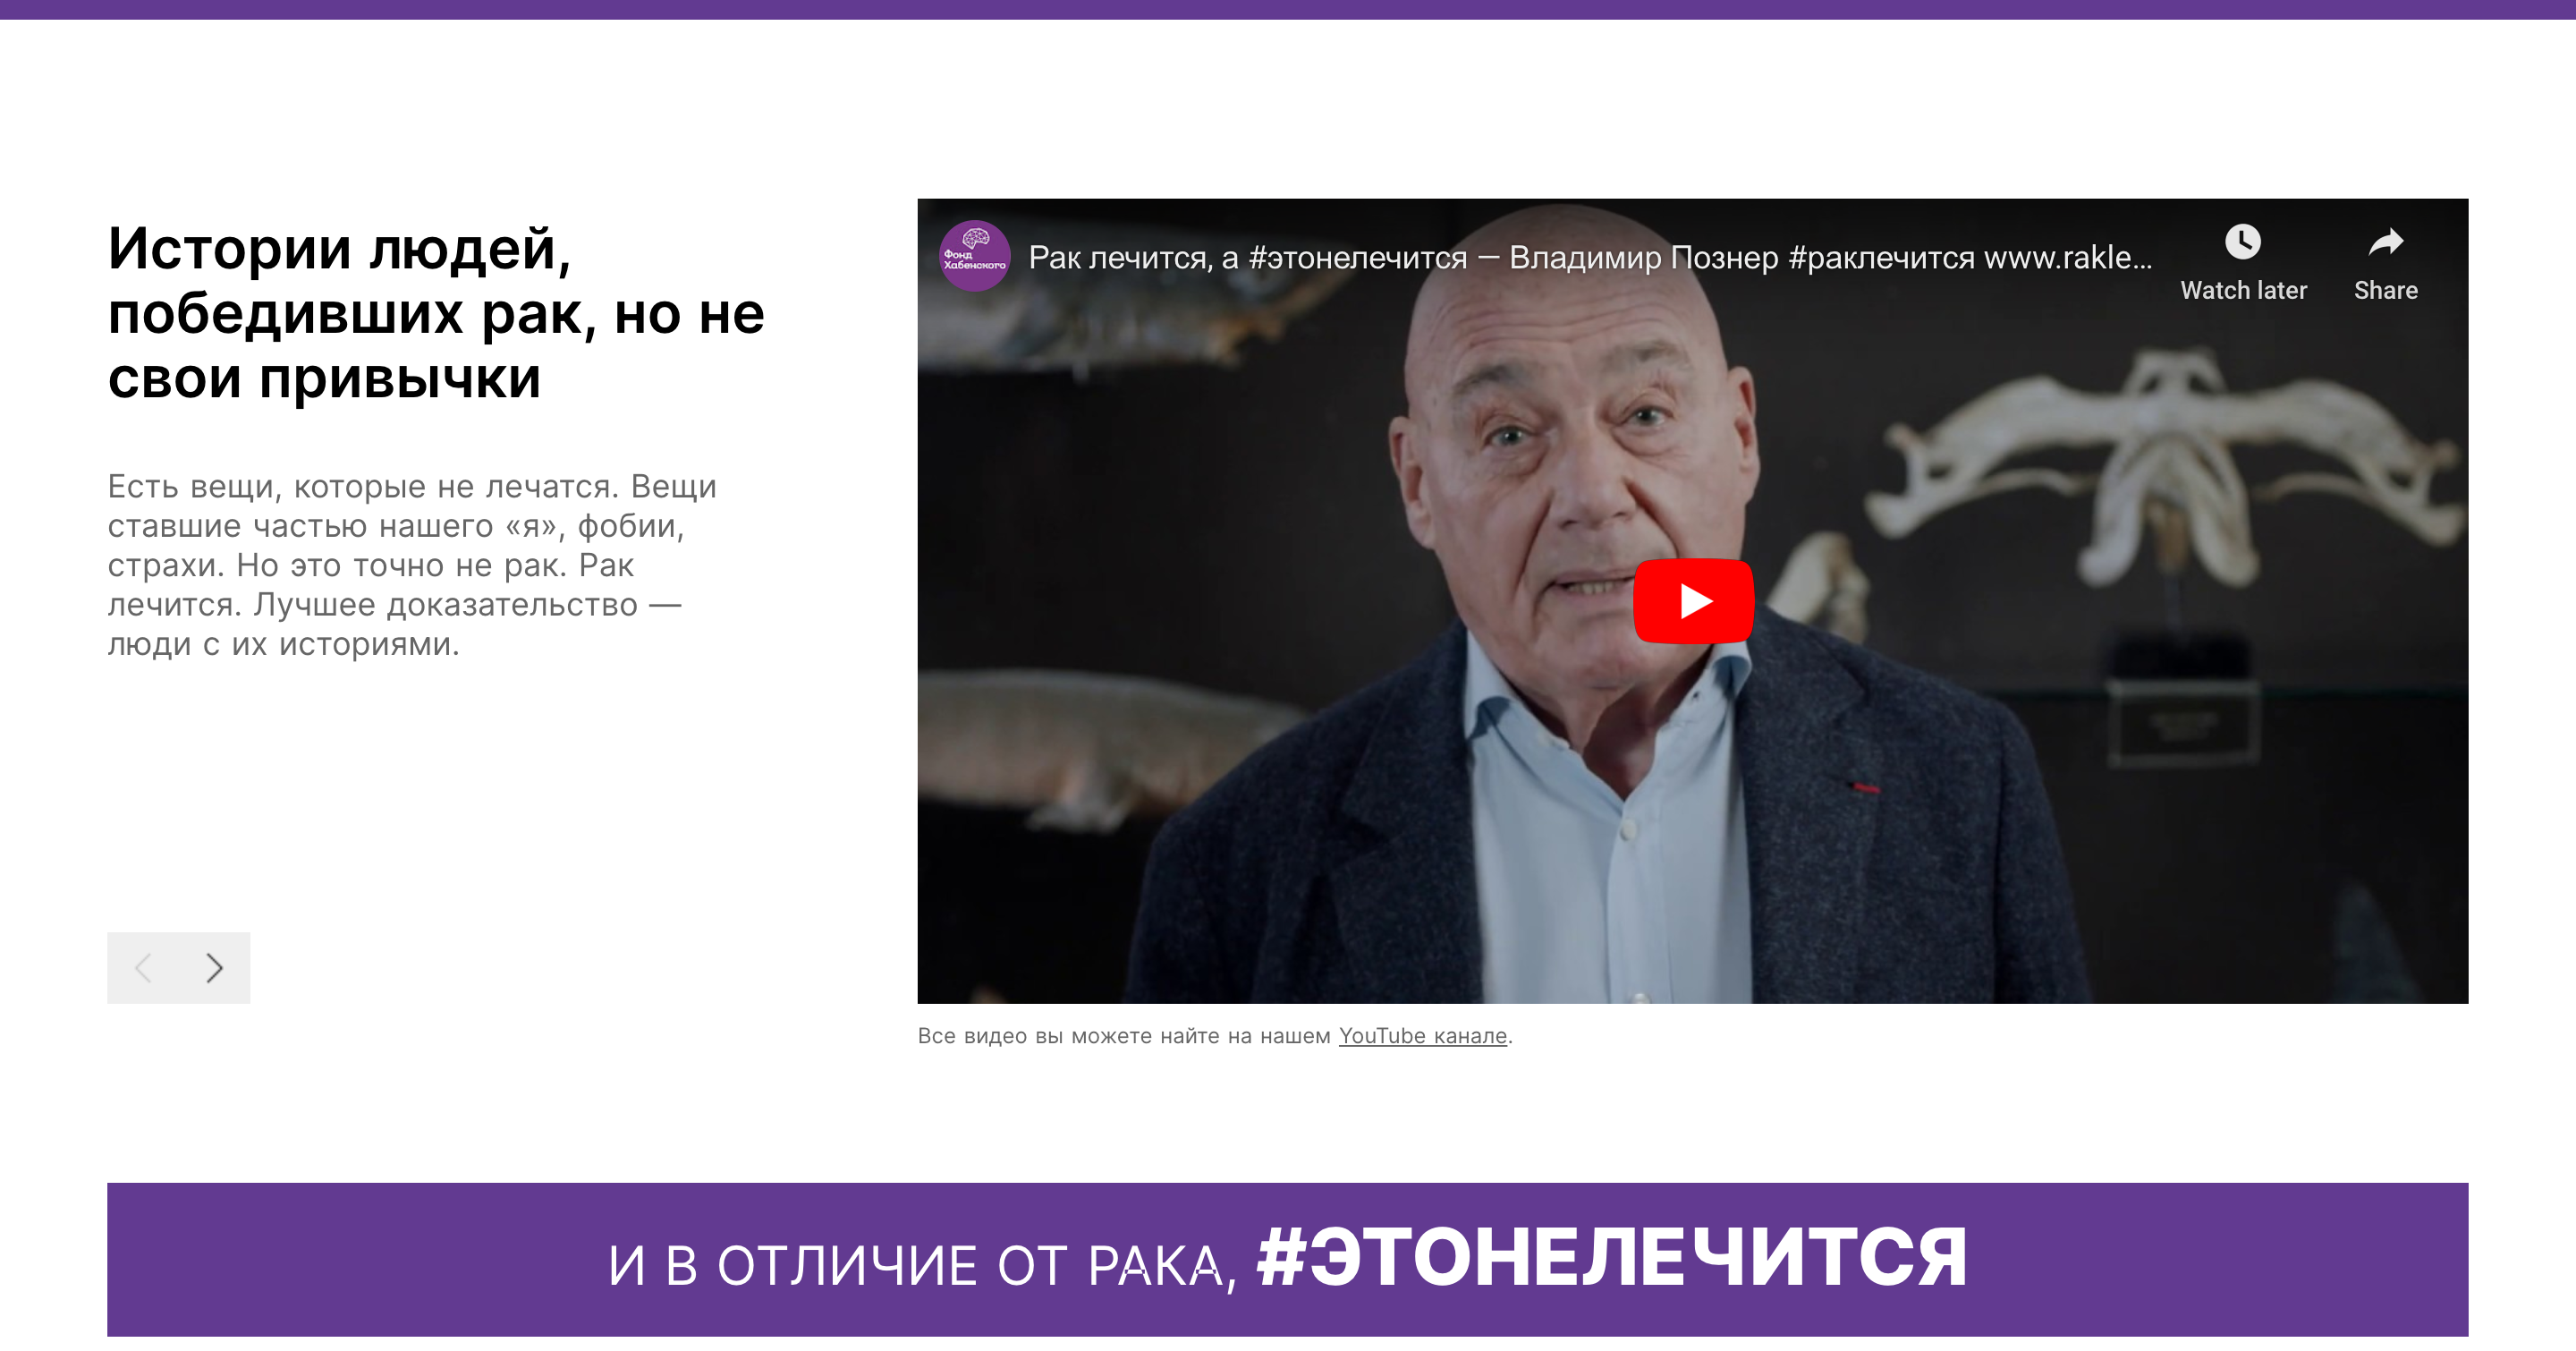 Истории людей,
победивших рак, но не
свои привычки
Есть вещи, которые не лечатся. Вещи
ставшие частью нашего «я», фобии,
страхи. Но это точно не рак. Рак
лечится. Лучшее доказательство —
люди с их историями.
Фонд
Хабенского
Рак лечится, а #этонелечится — Владимир Познер #раклечится www.rakle...
Watch later
Share
Все видео вы можете найте на нашем YouTube канале.
И В ОТЛИЧИЕ ОТ РАКА, #ЭТОНЕЛЕЧИТСЯ